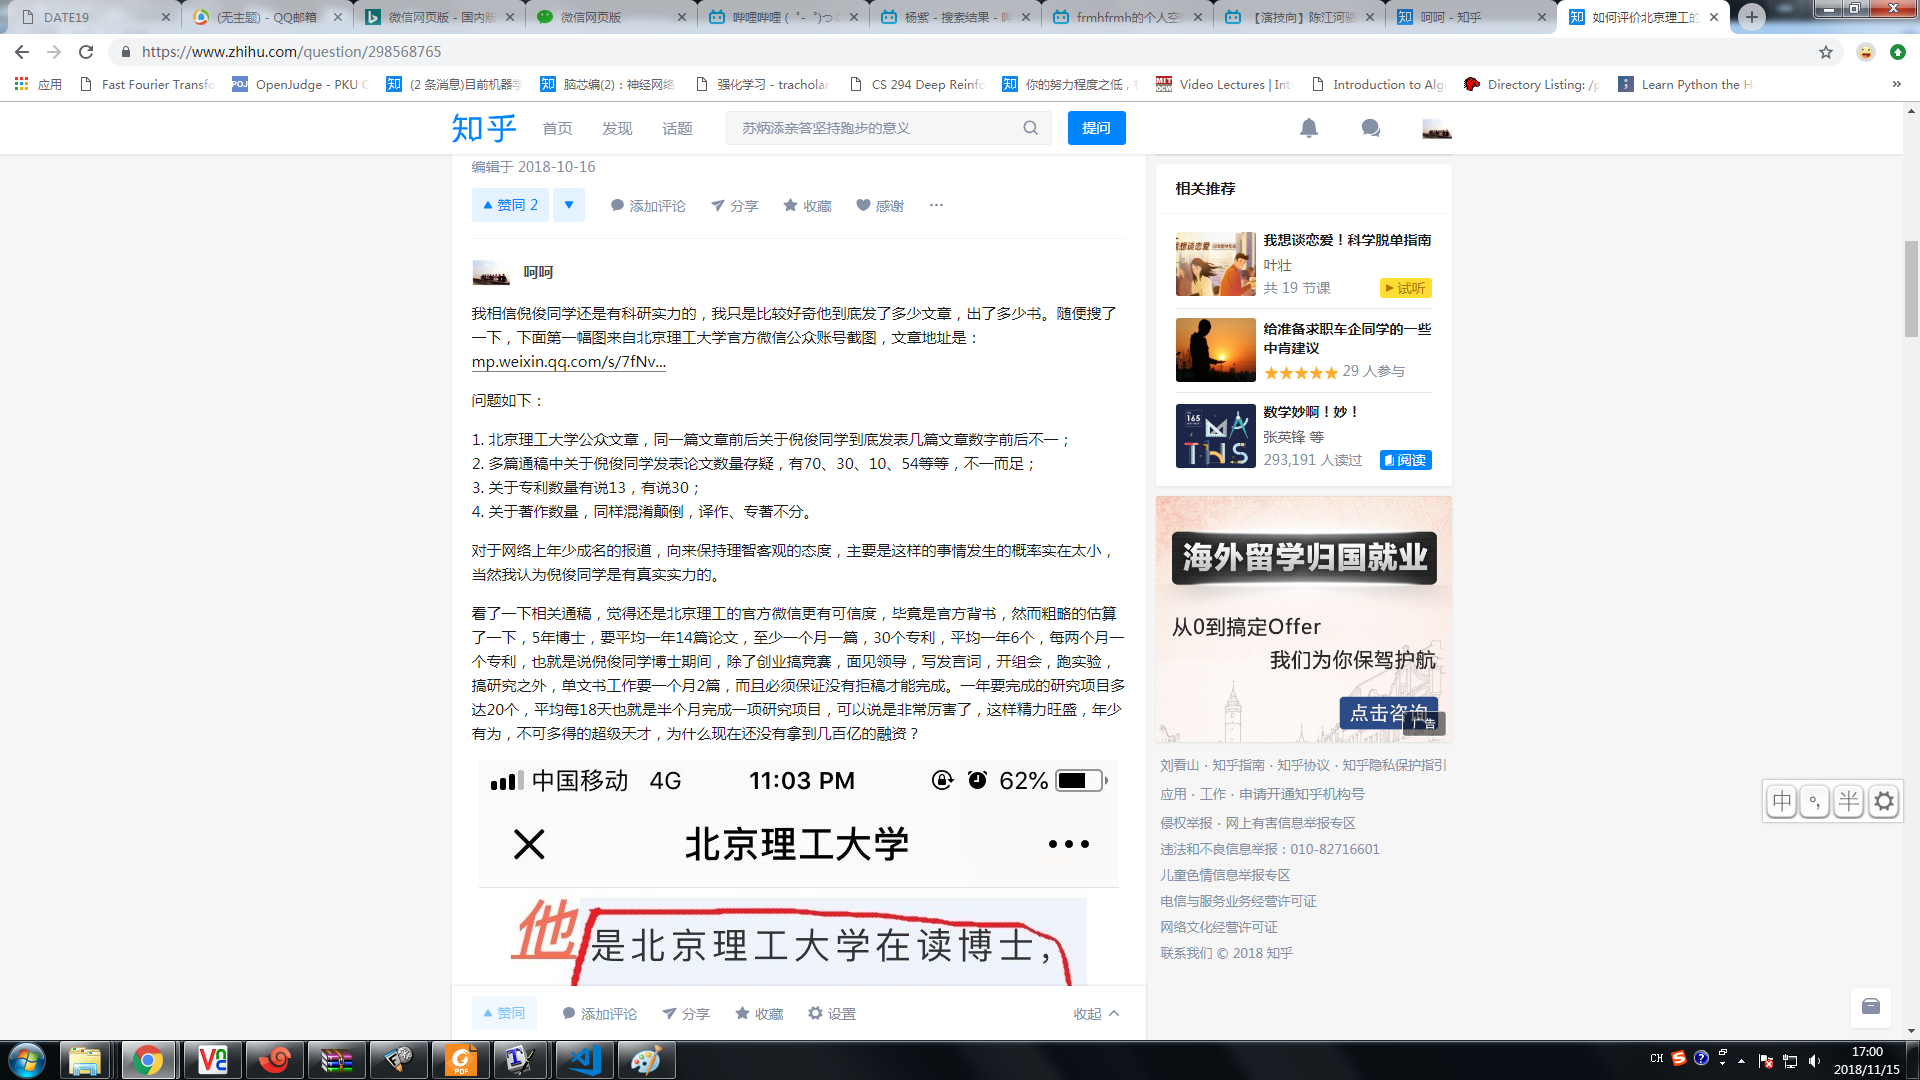 DATE19
(无主题) - QQ邮箱
微信网页版 - 国内版
微信网页版
哔哩哔哩 ( ゜- ゜)つ
杨紫 - 搜索结果 - 哔
frmhfrmh的个人空
【演技向】陈江河骆
呵呵 - 知乎
如何评价北京理工的
https://www.zhihu.com/question/298568765
应用
Fast Fourier Transfo
OpenJudge - PKU C
(2 条消息)目前机器学
脑芯编(2)：神经网络
强化学习 - tracholar
CS 294 Deep Reinfo
你的努力程度之低，
Video Lectures | Int
Introduction to Algo
Directory Listing: /p
Learn Python the H
»
知乎
首页
发现
话题
苏炳添亲答坚持跑步的意义
提问
编辑于 2018-10-16
赞同 2
添加评论
分享
收藏
感谢
呵呵
我相信倪俊同学还是有科研实力的，我只是比较好奇他到底发了多少文章，出了多少书。随便搜了
一下，下面第一幅图来自北京理工大学官方微信公众账号截图，文章地址是：
mp.weixin.qq.com/s/7fNv...
问题如下：
1. 北京理工大学公众文章，同一篇文章前后关于倪俊同学到底发表几篇文章数字前后不一；
2. 多篇通稿中关于倪俊同学发表论文数量存疑，有70、30、10、54等等，不一而足；
3. 关于专利数量有说13，有说30；
4. 关于著作数量，同样混淆颠倒，译作、专著不分。
对于网络上年少成名的报道，向来保持理智客观的态度，主要是这样的事情发生的概率实在太小，
当然我认为倪俊同学是有真实实力的。
看了一下相关通稿，觉得还是北京理工的官方微信更有可信度，毕竟是官方背书，然而粗略的估算
了一下，5年博士，要平均一年14篇论文，至少一个月一篇，30个专利，平均一年6个，每两个月一
个专利，也就是说倪俊同学博士期间，除了创业搞竞赛，面见领导，写发言词，开组会，跑实验，
搞研究之外，单文书工作要一个月2篇，而且必须保证没有拒稿才能完成。一年要完成的研究项目多
达20个，平均每18天也就是半个月完成一项研究项目，可以说是非常厉害了，这样精力旺盛，年少
有为，不可多得的超级天才，为什么现在还没有拿到几百亿的融资？
中国移动 4G 11:03 PM 62%
北京理工大学
他是北京理工大学在读博士，
赞同
添加评论
分享
收藏
设置
收起
相关推荐
我想谈恋爱！科学脱单指南
叶壮
共 19 节课
试听
给准备求职车企同学的一些
中肯建议
29 人参与
165
MATHS
数学妙啊！妙！
张英锋 等
293,191 人读过
阅读
海外留学归国就业
从0到搞定Offer
我们为你保驾护航
点击咨询
广告
刘看山 · 知乎指南 · 知乎协议 · 知乎隐私保护指引
应用 · 工作 · 申请开通知乎机构号
侵权举报 · 网上有害信息举报专区
违法和不良信息举报：010-82716601
儿童色情信息举报专区
电信与服务业务经营许可证
网络文化经营许可证
联系我们 © 2018 知乎
中
半
CH
17:00
2018/11/15